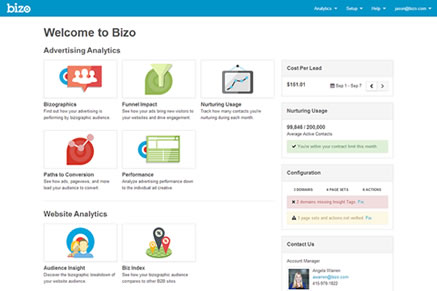 bizo
Analytics
Setup
Help
jason@bizo.com
Welcome to Bizo
Advertising Analytics
Bizographics
Find out how your advertising is
performing by bizographic audience.
Funnel Impact
See how your ads bring new visitors to
your websites and drive engagement.
Nurturing Usage
Track how many contacts you're
nurturing during each month.
Paths to Conversion
See how ads, pageviews, and more
lead your audience to convert.
Performance
Analyze advertising performance down
to the individual ad creative
Website Analytics
Audience Insight
Discover the bizographic breakdown of
your website audience.
Biz Index
See how your bizographic audience
compares to other B2B sites.
Cost Per Lead
$151.01
Sep 1 - Sep 7
Nurturing Usage
99,846 / 200,000
Average Active Contacts
You're within your contract limit this month
Configuration
3 DOMAINS
4 PAGE SETS
6 ACTIONS
2 domains missing Insight Tags Fix.
3 page sets and actions not verified Fix.
Contact Us
Account Manager
Angela Warren
awarren@bizo.com